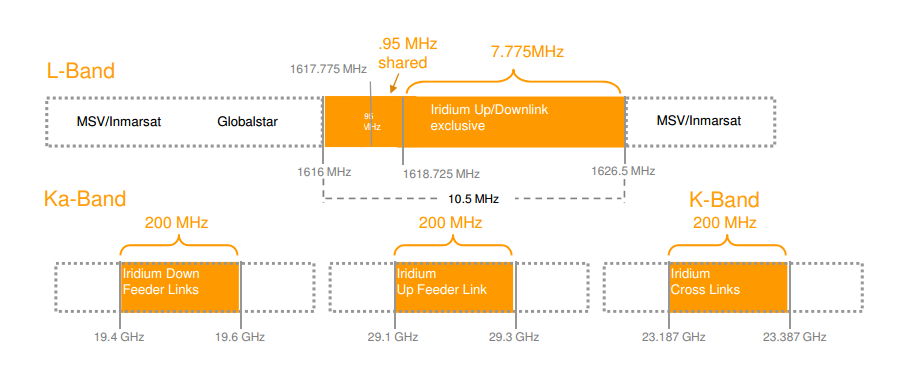 .95 MHz
shared
7.775MHz
L-Band
1617.775 MHz
MSV/Inmarsat
Globalstar
.95
MHz
Iridium Up/Downlink
exclusive
MSV/Inmarsat
1616 MHz
1618.725 MHz
1626.5 MHz
10.5 MHz
Ka-Band
K-Band
200 MHz
200 MHz
200 MHz
Iridium Down
Feeder Links
Iridium
Up Feeder Link
Iridium
Cross Links
19.4 GHz
19.6 GHz
29.1 GHz
29.3 GHz
23.187 GHz
23.387 GHz